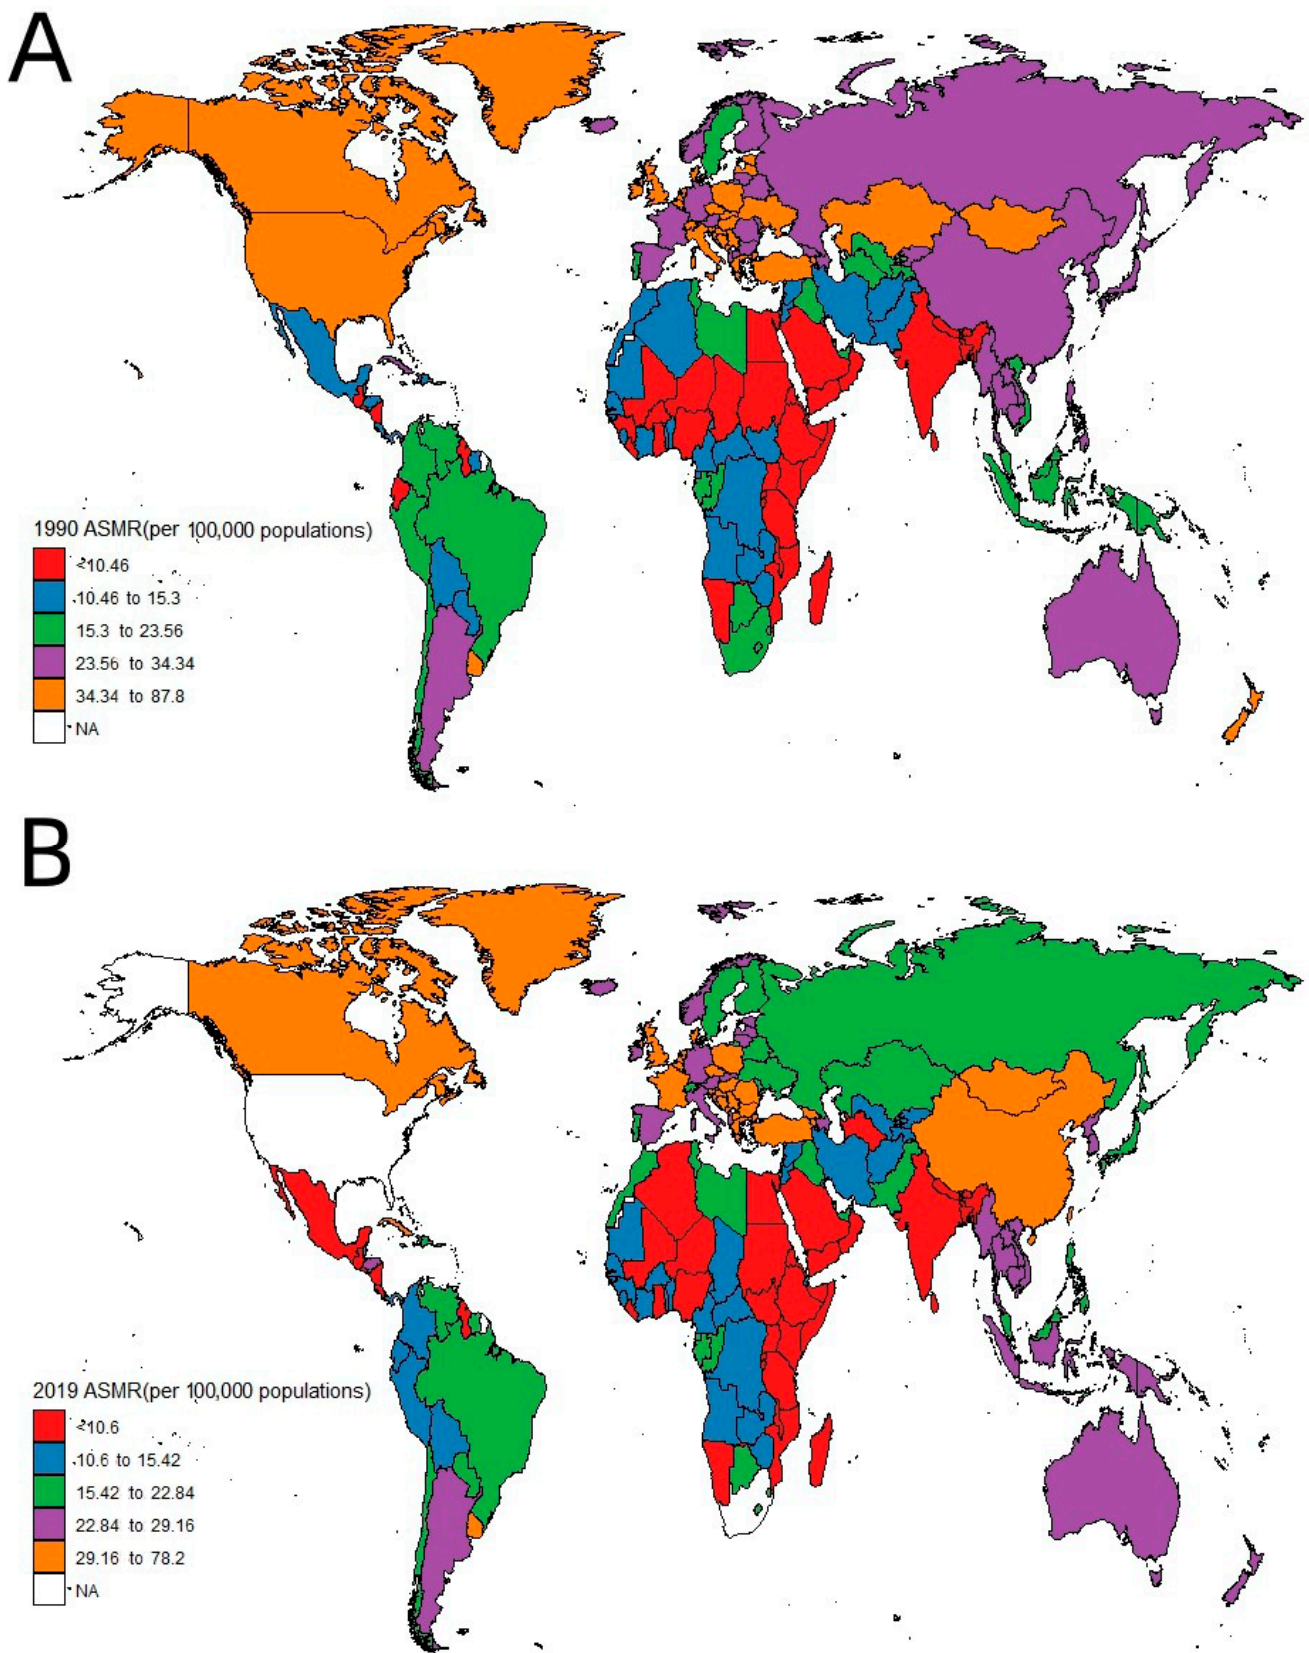 A
1990 ASMR(per 100,000 populations)
<10.46
10.46 to 15.3
15.3 to 23.56
23.56 to 34.34
34.34 to 87.8
NA
B
2019 ASMR(per 100,000 populations)
<10.6
10.6 to 15.42
15.42 to 22.84
22.84 to 29.16
29.16 to 78.2
NA